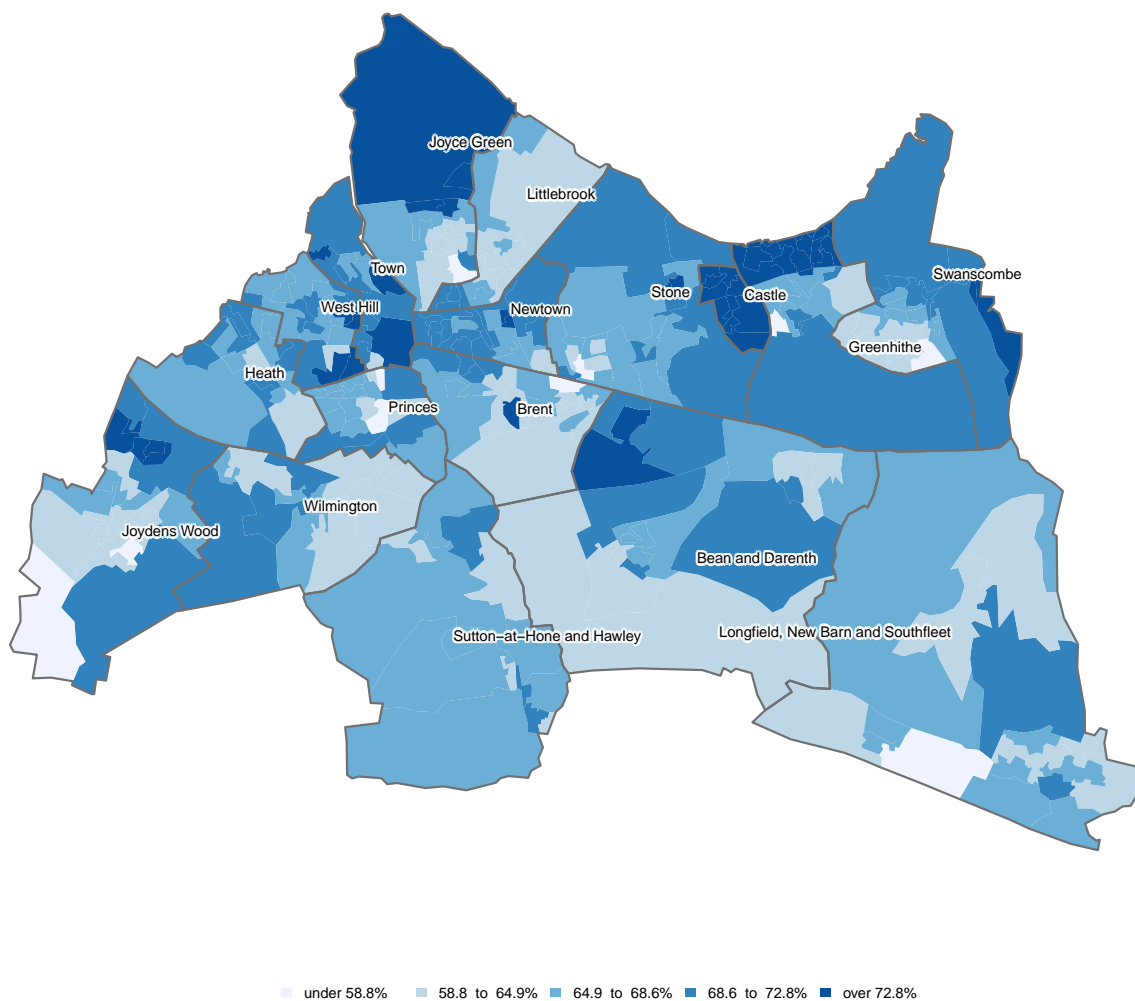 Joyce Green
Littlebrook
Town
Swanscombe
Stone
Castle
West Hill
Newtown
Greenhithe
Heath
Princes
Brent
Wilmington
Joydens Wood
Bean and Darenth
Sutton−at−Hone and Hawley
Longfield, New Barn and Southfleet
under 58.8% 58.8 to 64.9% 64.9 to 68.6% 68.6 to 72.8% over 72.8%